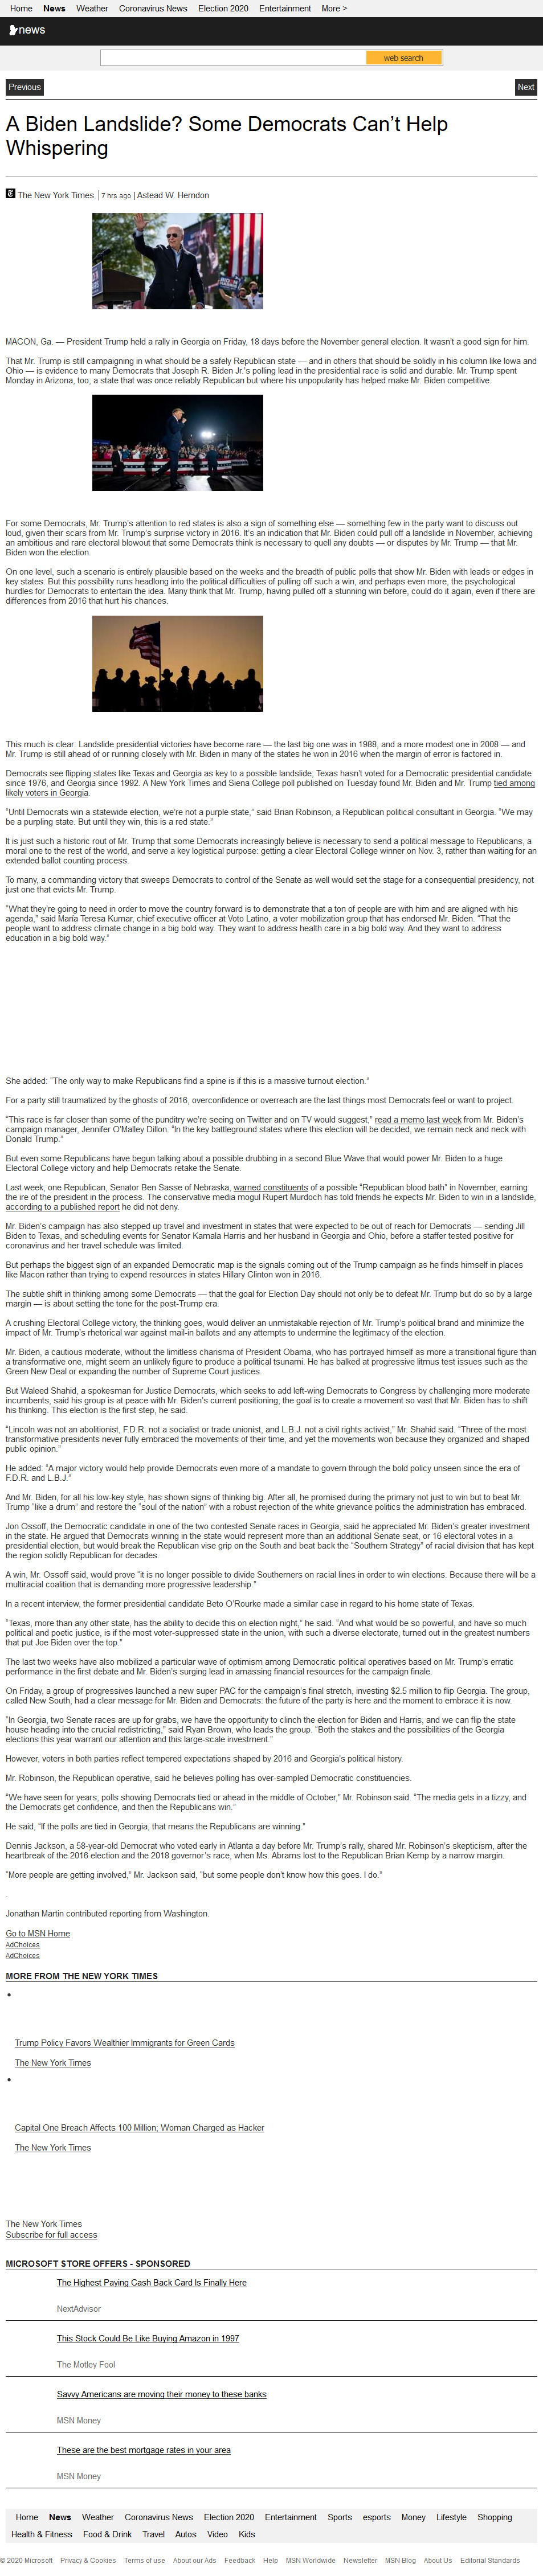 Home News Weather Coronavirus News Election 2020 Entertainment More >
news
web search
Previous Next
A Biden Landslide? Some Democrats Can’t Help
Whispering
The New York Times | 7 hrs ago | Astead W. Herndon
MACON, Ga. — President Trump held a rally in Georgia on Friday, 18 days before the November general election. It wasn’t a good sign for him.
That Mr. Trump is still campaigning in what should be a safely Republican state — and in others that should be solidly in his column like Iowa and
Ohio — is evidence to many Democrats that Joseph R. Biden Jr.’s polling lead in the presidential race is solid and durable. Mr. Trump spent
Monday in Arizona, too, a state that was once reliably Republican but where his unpopularity has helped make Mr. Biden competitive.
For some Democrats, Mr. Trump’s attention to red states is also a sign of something else — something few in the party want to discuss out
loud, given their scars from Mr. Trump’s surprise victory in 2016. It’s an indication that Mr. Biden could pull off a landslide in November, achieving
an ambitious and rare electoral blowout that some Democrats think is necessary to quell any doubts — or disputes by Mr. Trump — that Mr.
Biden won the election.
On one level, such a scenario is entirely plausible based on the weeks and the breadth of public polls that show Mr. Biden with leads or edges in
key states. But this possibility runs headlong into the political difficulties of pulling off such a win, and perhaps even more, the psychological
hurdles for Democrats to entertain the idea. Many think that Mr. Trump, having pulled off a stunning win before, could do it again, even if there are
differences from 2016 that hurt his chances.
This much is clear: Landslide presidential victories have become rare — the last big one was in 1988, and a more modest one in 2008 — and
Mr. Trump is still ahead of or running closely with Mr. Biden in many of the states he won in 2016 when the margin of error is factored in.
Democrats see flipping states like Texas and Georgia as key to a possible landslide; Texas hasn’t voted for a Democratic presidential candidate
since 1976, and Georgia since 1992. A New York Times and Siena College poll published on Tuesday found Mr. Biden and Mr. Trump tied among
likely voters in Georgia.
“Until Democrats win a statewide election, we’re not a purple state,” said Brian Robinson, a Republican political consultant in Georgia. “We may
be a purpling state. But until they win, this is a red state.”
It is just such a historic rout of Mr. Trump that some Democrats increasingly believe is necessary to send a political message to Republicans, a
moral one to the rest of the world, and serve a key logistical purpose: getting a clear Electoral College winner on Nov. 3, rather than waiting for an
extended ballot counting process.
To many, a commanding victory that sweeps Democrats to control of the Senate as well would set the stage for a consequential presidency, not
just one that evicts Mr. Trump.
“What they’re going to need in order to move the country forward is to demonstrate that a ton of people are with him and are aligned with his
agenda,” said María Teresa Kumar, chief executive officer at Voto Latino, a voter mobilization group that has endorsed Mr. Biden. “That the
people want to address climate change in a big bold way. They want to address health care in a big bold way. And they want to address
education in a big bold way.”
She added: “The only way to make Republicans find a spine is if this is a massive turnout election.”
For a party still traumatized by the ghosts of 2016, overconfidence or overreach are the last things most Democrats feel or want to project.
“This race is far closer than some of the punditry we’re seeing on Twitter and on TV would suggest,” read a memo last week from Mr. Biden’s
campaign manager, Jennifer O’Malley Dillon. “In the key battleground states where this election will be decided, we remain neck and neck with
Donald Trump.”
But even some Republicans have begun talking about a possible drubbing in a second Blue Wave that would power Mr. Biden to a huge
Electoral College victory and help Democrats retake the Senate.
Last week, one Republican, Senator Ben Sasse of Nebraska, warned constituents of a possible “Republican blood bath” in November, earning
the ire of the president in the process. The conservative media mogul Rupert Murdoch has told friends he expects Mr. Biden to win in a landslide,
according to a published report he did not deny.
Mr. Biden’s campaign has also stepped up travel and investment in states that were expected to be out of reach for Democrats — sending Jill
Biden to Texas, and scheduling events for Senator Kamala Harris and her husband in Georgia and Ohio, before a staffer tested positive for
coronavirus and her travel schedule was limited.
But perhaps the biggest sign of an expanded Democratic map is the signals coming out of the Trump campaign as he finds himself in places
like Macon rather than trying to expend resources in states Hillary Clinton won in 2016.
The subtle shift in thinking among some Democrats — that the goal for Election Day should not only be to defeat Mr. Trump but do so by a large
margin — is about setting the tone for the post-Trump era.
A crushing Electoral College victory, the thinking goes, would deliver an unmistakable rejection of Mr. Trump’s political brand and minimize the
impact of Mr. Trump’s rhetorical war against mail-in ballots and any attempts to undermine the legitimacy of the election.
Mr. Biden, a cautious moderate, without the limitless charisma of President Obama, who has portrayed himself as more a transitional figure than
a transformative one, might seem an unlikely figure to produce a political tsunami. He has balked at progressive litmus test issues such as the
Green New Deal or expanding the number of Supreme Court justices.
But Waleed Shahid, a spokesman for Justice Democrats, which seeks to add left-wing Democrats to Congress by challenging more moderate
incumbents, said his group is at peace with Mr. Biden’s current positioning; the goal is to create a movement so vast that Mr. Biden has to shift
his thinking. This election is the first step, he said.
“Lincoln was not an abolitionist, F.D.R. not a socialist or trade unionist, and L.B.J. not a civil rights activist,” Mr. Shahid said. “Three of the most
transformative presidents never fully embraced the movements of their time, and yet the movements won because they organized and shaped
public opinion.”
He added: “A major victory would help provide Democrats even more of a mandate to govern through the bold policy unseen since the era of
F.D.R. and L.B.J.”
And Mr. Biden, for all his low-key style, has shown signs of thinking big. After all, he promised during the primary not just to win but to beat Mr.
Trump “like a drum” and restore the “soul of the nation” with a robust rejection of the white grievance politics the administration has embraced.
Jon Ossoff, the Democratic candidate in one of the two contested Senate races in Georgia, said he appreciated Mr. Biden’s greater investment
in the state. He argued that Democrats winning in the state would represent more than an additional Senate seat, or 16 electoral votes in a
presidential election, but would break the Republican vise grip on the South and beat back the “Southern Strategy” of racial division that has kept
the region solidly Republican for decades.
A win, Mr. Ossoff said, would prove “it is no longer possible to divide Southerners on racial lines in order to win elections. Because there will be a
multiracial coalition that is demanding more progressive leadership.”
In a recent interview, the former presidential candidate Beto O’Rourke made a similar case in regard to his home state of Texas.
“Texas, more than any other state, has the ability to decide this on election night,” he said. “And what would be so powerful, and have so much
political and poetic justice, is if the most voter-suppressed state in the union, with such a diverse electorate, turned out in the greatest numbers
that put Joe Biden over the top.”
The last two weeks have also mobilized a particular wave of optimism among Democratic political operatives based on Mr. Trump’s erratic
performance in the first debate and Mr. Biden’s surging lead in amassing financial resources for the campaign finale.
On Friday, a group of progressives launched a new super PAC for the campaign’s final stretch, investing $2.5 million to flip Georgia. The group,
called New South, had a clear message for Mr. Biden and Democrats: the future of the party is here and the moment to embrace it is now.
“In Georgia, two Senate races are up for grabs, we have the opportunity to clinch the election for Biden and Harris, and we can flip the state
house heading into the crucial redistricting,” said Ryan Brown, who leads the group. “Both the stakes and the possibilities of the Georgia
elections this year warrant our attention and this large-scale investment.”
However, voters in both parties reflect tempered expectations shaped by 2016 and Georgia’s political history.
Mr. Robinson, the Republican operative, said he believes polling has over-sampled Democratic constituencies.
“We have seen for years, polls showing Democrats tied or ahead in the middle of October,” Mr. Robinson said. “The media gets in a tizzy, and
the Democrats get confidence, and then the Republicans win.”
He said, “If the polls are tied in Georgia, that means the Republicans are winning.”
Dennis Jackson, a 58-year-old Democrat who voted early in Atlanta a day before Mr. Trump’s rally, shared Mr. Robinson’s skepticism, after the
heartbreak of the 2016 election and the 2018 governor’s race, when Ms. Abrams lost to the Republican Brian Kemp by a narrow margin.
“More people are getting involved,” Mr. Jackson said, “but some people don’t know how this goes. I do.”
.
Jonathan Martin contributed reporting from Washington.
Go to MSN Home
AdChoices
AdChoices
MORE FROM THE NEW YORK TIMES
Trump Policy Favors Wealthier Immigrants for Green Cards
The New York Times
Capital One Breach Affects 100 Million; Woman Charged as Hacker
The New York Times
The New York Times
Subscribe for full access
MICROSOFT STORE OFFERS - SPONSORED
The Highest Paying Cash Back Card Is Finally Here
NextAdvisor
This Stock Could Be Like Buying Amazon in 1997
The Motley Fool
Savvy Americans are moving their money to these banks
MSN Money
These are the best mortgage rates in your area
MSN Money
Home News Weather Coronavirus News Election 2020 Entertainment Sports esports Money Lifestyle Shopping
Health & Fitness Food & Drink Travel Autos Video Kids
© 2020 Microsoft Privacy & Cookies Terms of use About our Ads Feedback Help MSN Worldwide Newsletter MSN Blog About Us Editorial Standards